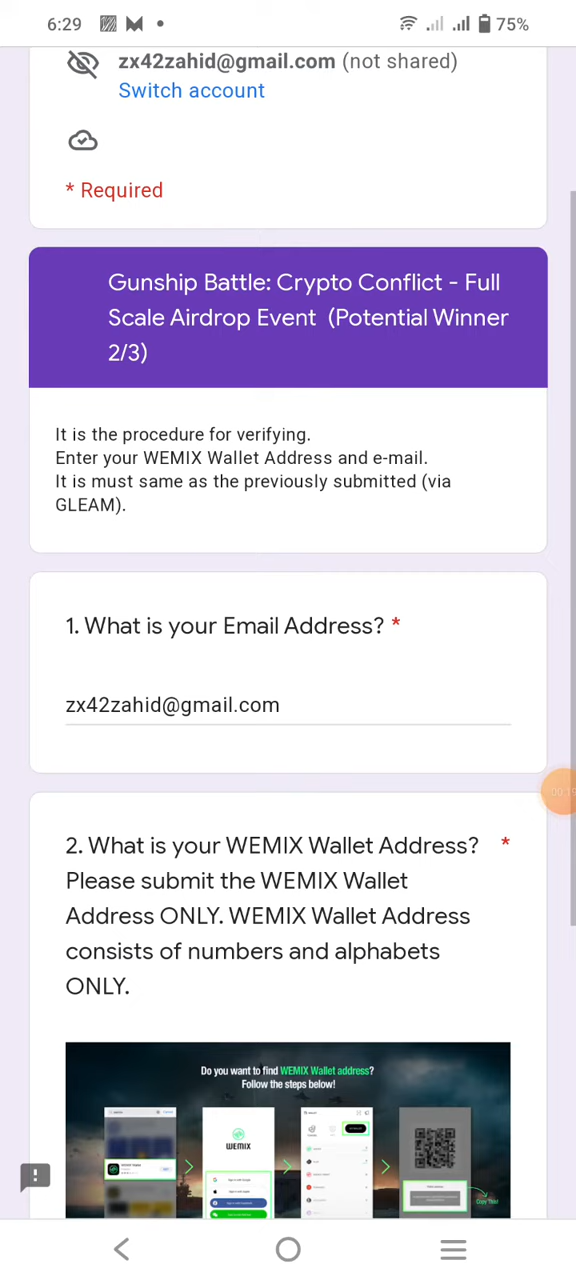 6:29
75%
zx42zahid@gmail.com (not shared)
Switch account
* Required
Gunship Battle: Crypto Conflict - Full
Scale Airdrop Event (Potential Winner
2/3)
It is the procedure for verifying.
Enter your WEMIX Wallet Address and e-mail.
It is must same as the previously submitted (via
GLEAM).
1. What is your Email Address? *
zx42zahid@gmail.com
2. What is your WEMIX Wallet Address? *
Please submit the WEMIX Wallet
Address ONLY. WEMIX Wallet Address
consists of numbers and alphabets
ONLY.
Do you want to find WEMIX Wallet address?
Follow the steps below!
WEMIX